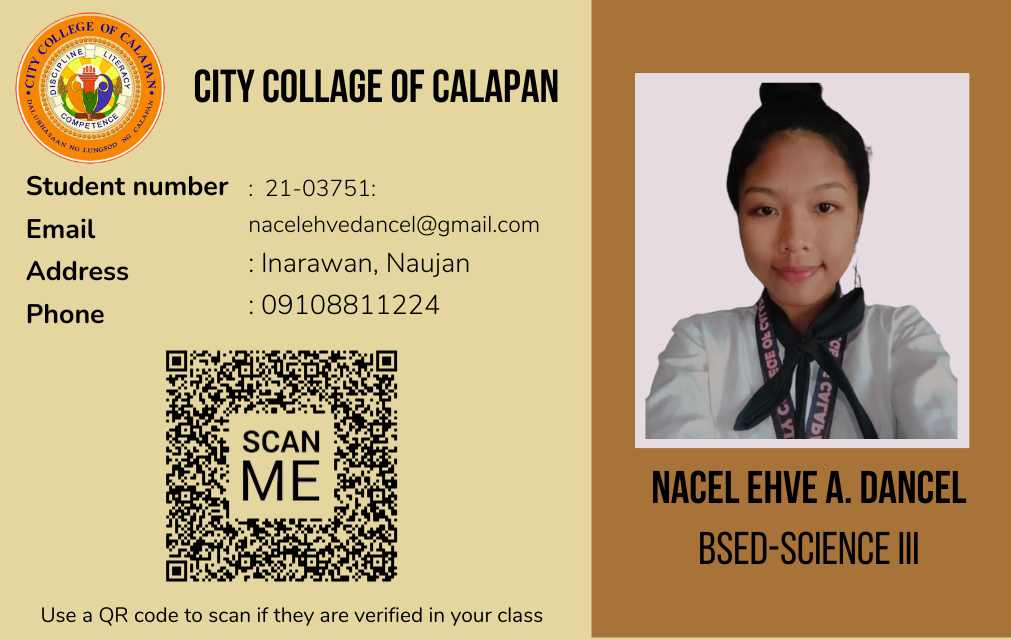 CITY COLLEGE OF CALAPAN
DISCIPLINE LITERACY
COMPETENCE
DALUBHASAAN NG LUNGSOD NG CALAPAN
CITY COLLAGE OF CALAPAN
Student number : 21-03751:
Email nacelehvedancel@gmail.com
Address : Inarawan, Naujan
Phone : 09108811224
SCAN
ME
Use a QR code to scan if they are verified in your class
NACEL EHVE A. DANCEL
BSED-SCIENCE III